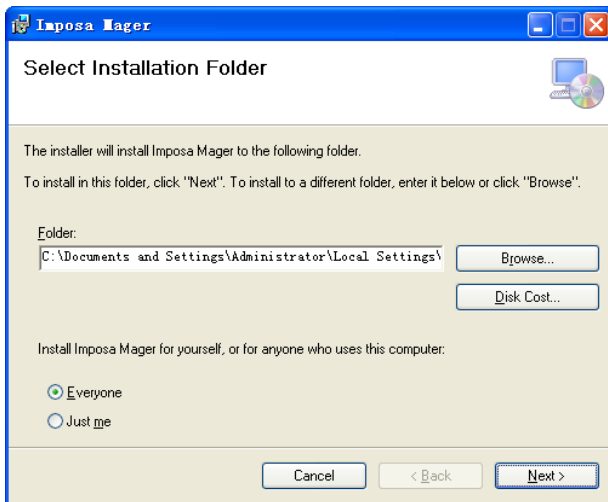 Imposa Mager
Select Installation Folder
The installer will install Imposa Mager to the following folder.
To install in this folder, click "Next". To install to a different folder, enter it below or click "Browse".
Folder:
C:\Documents and Settings\Administrator\Local Settings\
Browse...
Disk Cost...
Install Imposa Mager for yourself, or for anyone who uses this computer:
Everyone
Just me
Cancel
< Back
Next >